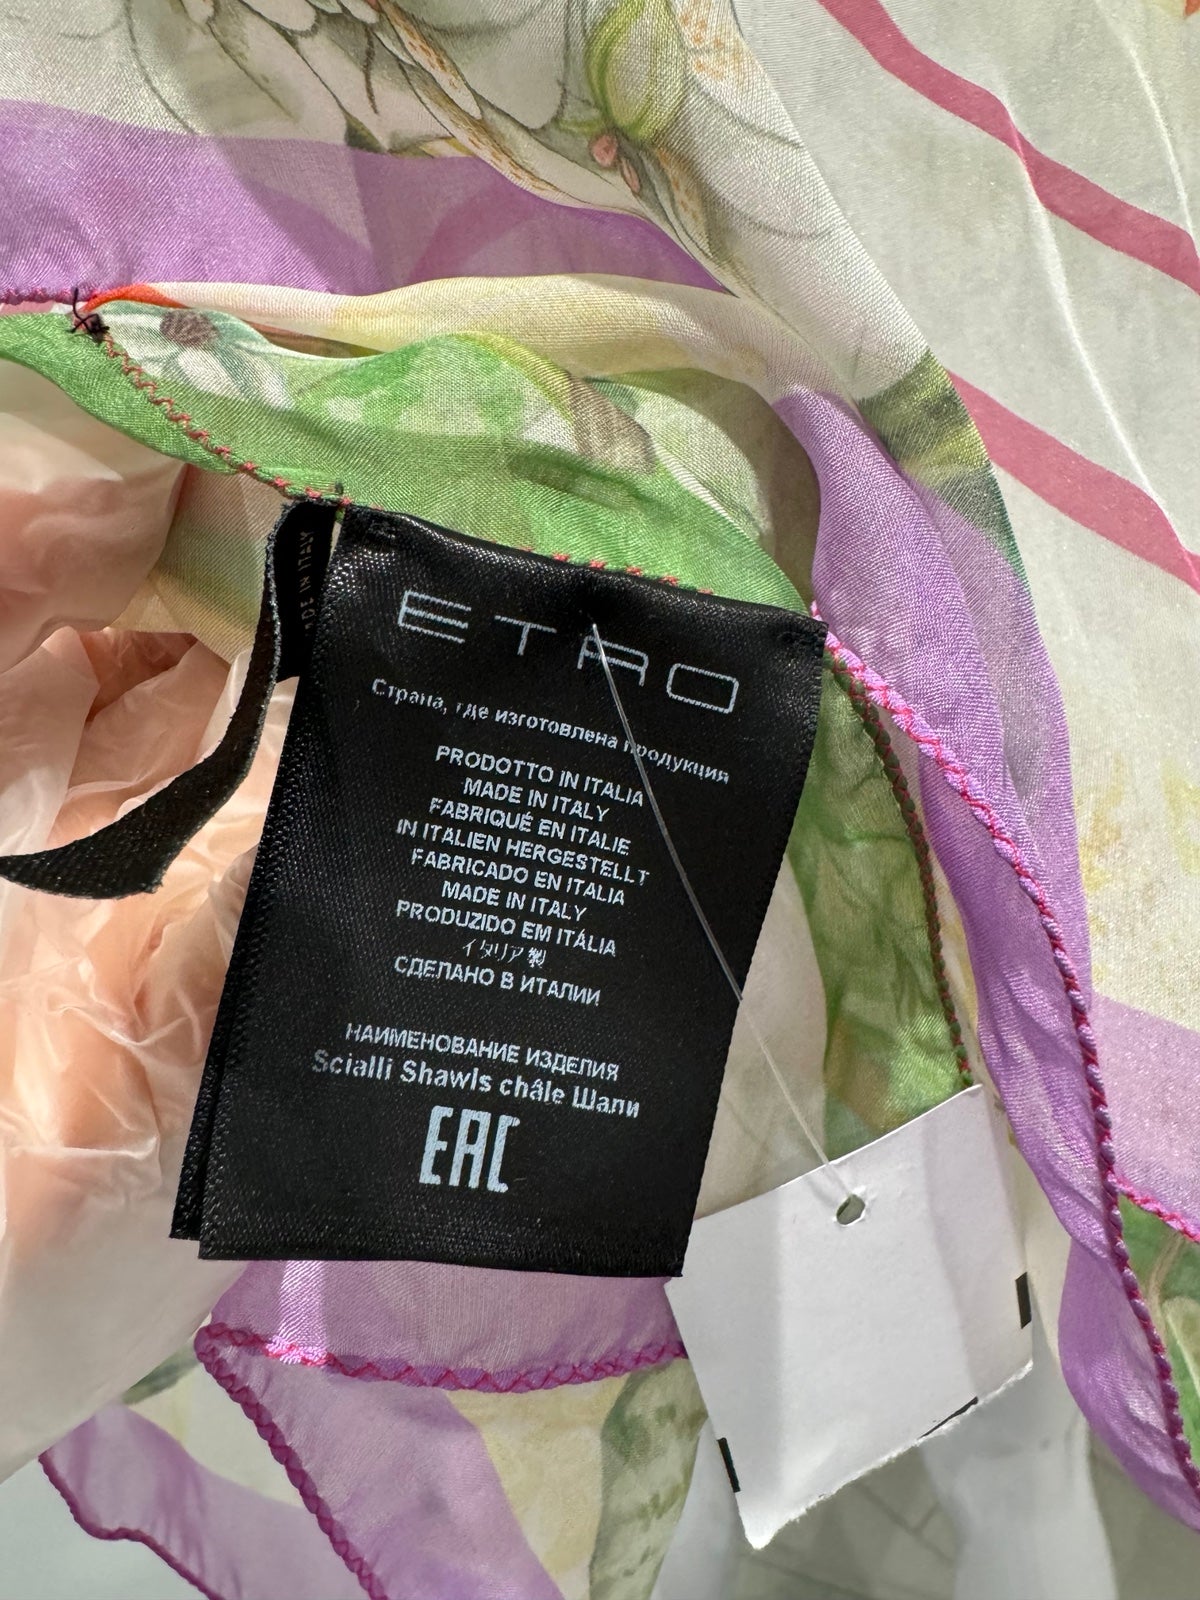 ETRO
Страна, где изготовлена продукция
PRODOTTO IN ITALIA
MADE IN ITALY
FABRIQUÉ EN ITALIE
IN ITALIEN HERGESTELLT
FABRICADO EN ITALIA
MADE IN ITALY
PRODUZIDO EM ITÁLIA
イタリア製
СДЕЛАНО В ИТАЛИИ
НАИМЕНОВАНИЕ ИЗДЕЛИЯ
Scialli Shawls châle Шали
EAC
IN ITALY